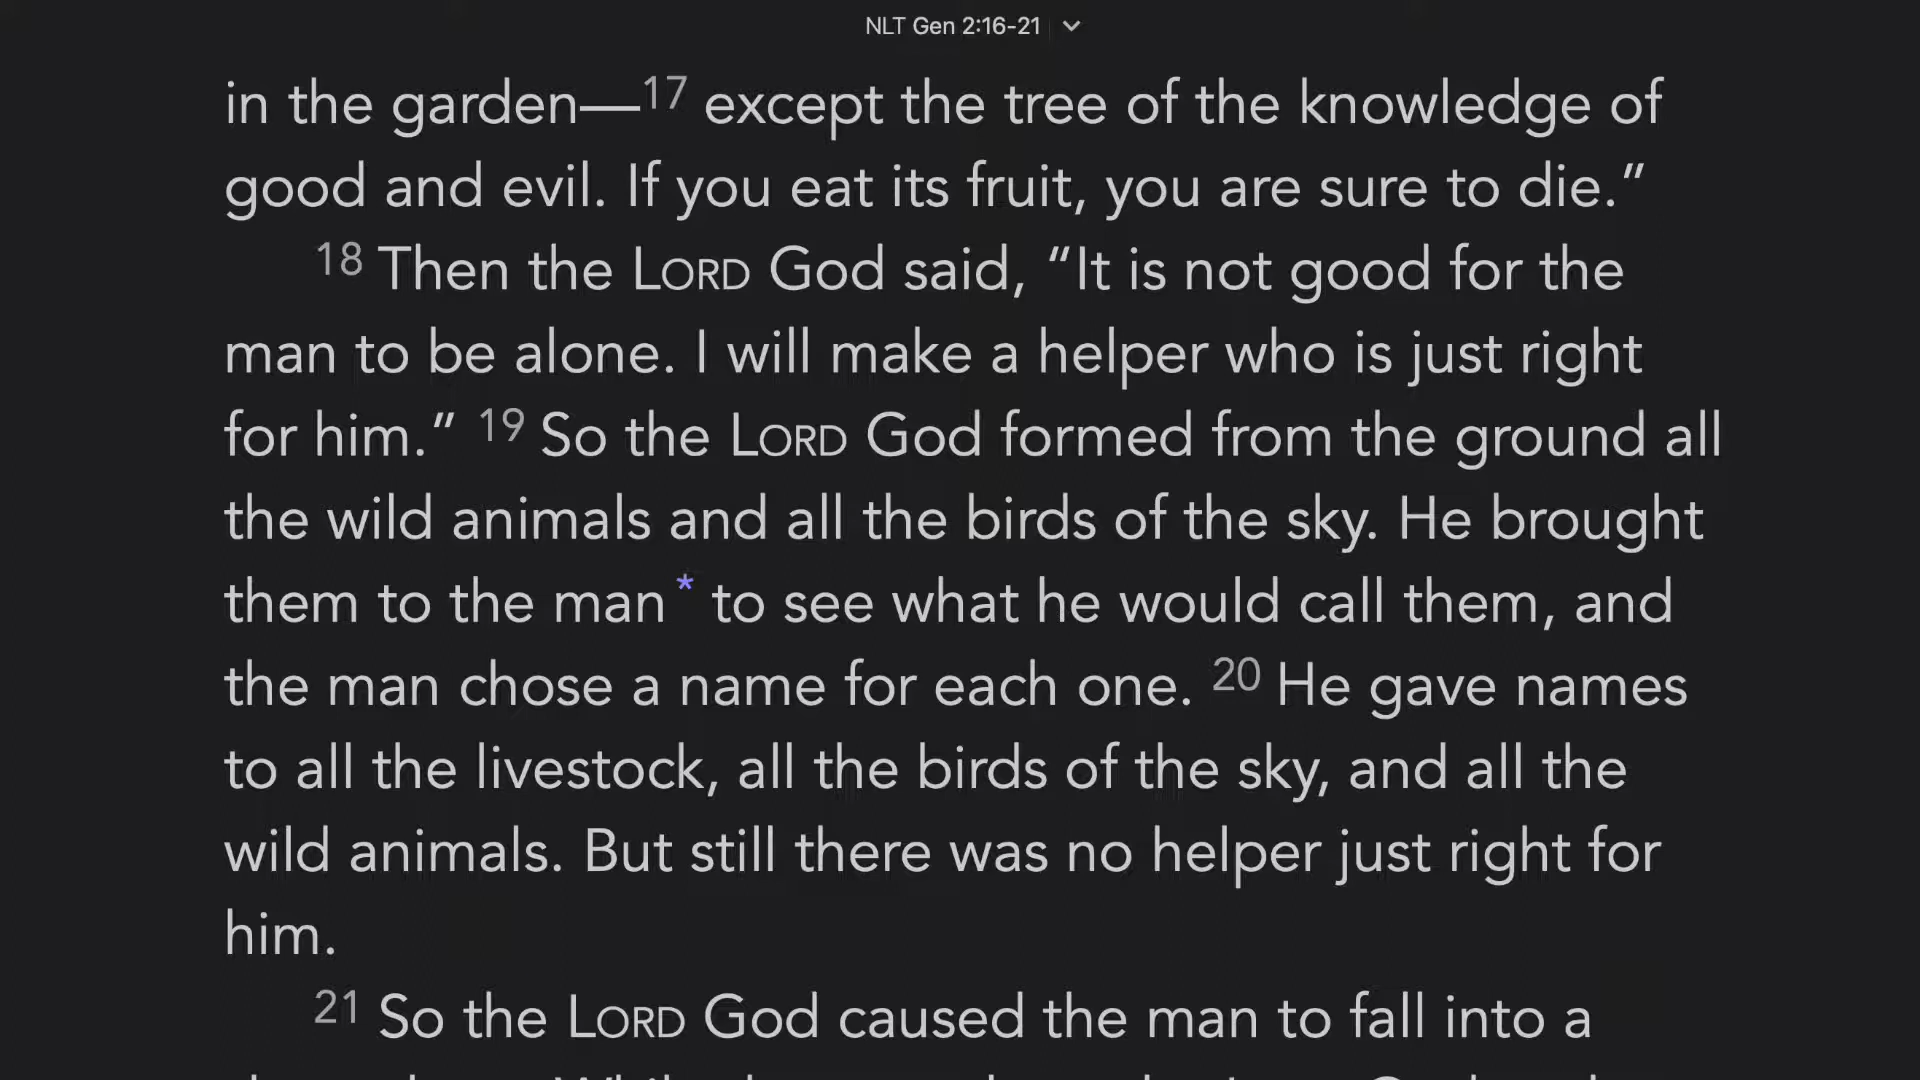 NLT Gen 2:16-21
in the garden—17 except the tree of the knowledge of
good and evil. If you eat its fruit, you are sure to die.”
18 Then the LORD God said, “It is not good for the
man to be alone. I will make a helper who is just right
for him.” 19 So the LORD God formed from the ground all
the wild animals and all the birds of the sky. He brought
them to the man* to see what he would call them, and
the man chose a name for each one. 20 He gave names
to all the livestock, all the birds of the sky, and all the
wild animals. But still there was no helper just right for
him.
21 So the LORD God caused the man to fall into a